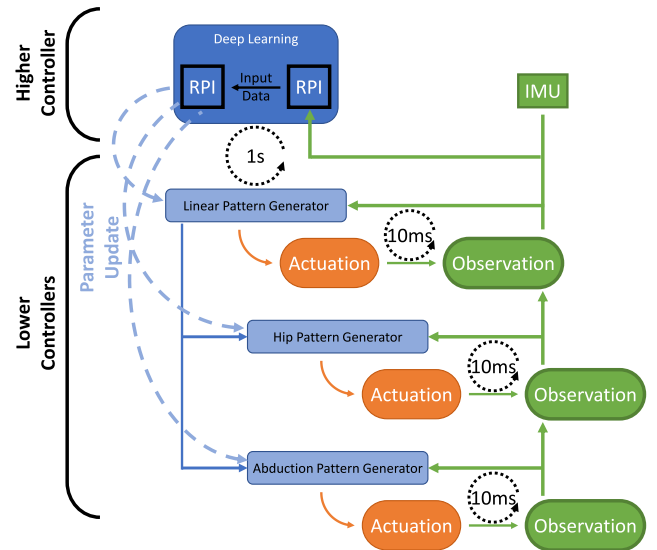 Higher
Controller
Deep Learning
RPI
Input
Data
RPI
IMU
1s
Lower
Controllers
Parameter
Update
Linear Pattern Generator
10ms
Actuation
Observation
Hip Pattern Generator
10ms
Actuation
Observation
Abduction Pattern Generator
10ms
Actuation
Observation